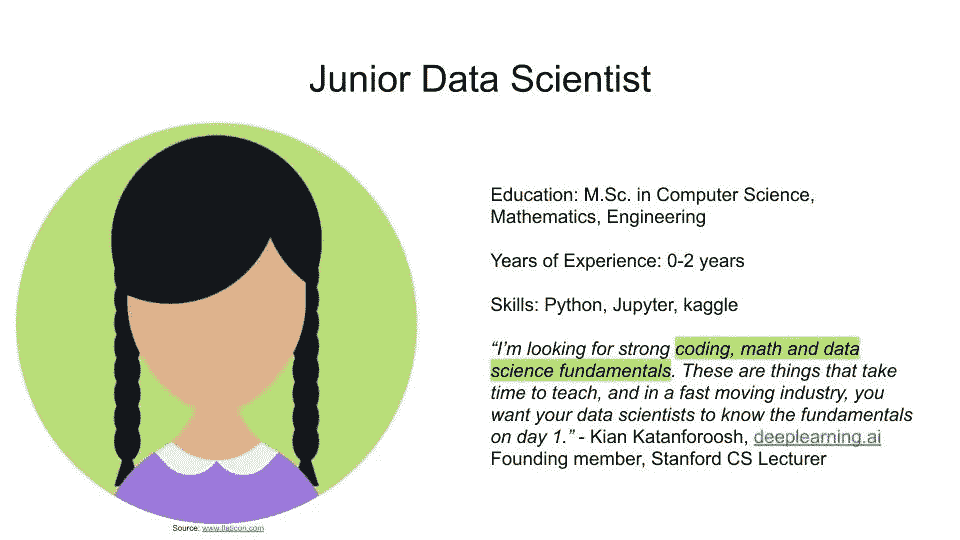 Junior Data Scientist
Education: M.Sc. in Computer Science,
Mathematics, Engineering
Years of Experience: 0-2 years
Skills: Python, Jupyter, kaggle
“I’m looking for strong coding, math and data
science fundamentals. These are things that take
time to teach, and in a fast moving industry, you
want your data scientists to know the fundamentals
on day 1.” - Kian Katanforoosh, deeplearning.ai
Founding member, Stanford CS Lecturer
Source: www.flaticon.com